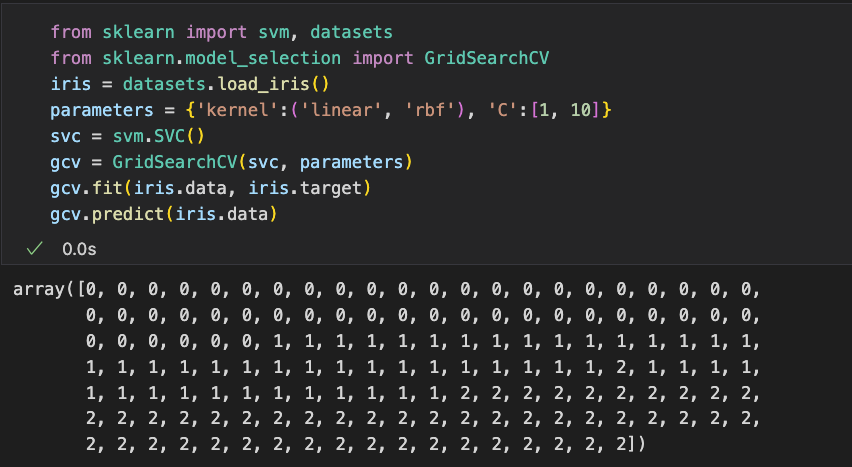 from sklearn import svm, datasets
from sklearn.model_selection import GridSearchCV
iris = datasets.load_iris()
parameters = {'kernel':('linear', 'rbf'), 'C':[1, 10]}
svc = svm.SVC()
gcv = GridSearchCV(svc, parameters)
gcv.fit(iris.data, iris.target)
gcv.predict(iris.data)
✓ 0.0s
array([0, 0, 0, 0, 0, 0, 0, 0, 0, 0, 0, 0, 0, 0, 0, 0, 0, 0, 0, 0, 0, 0,
0, 0, 0, 0, 0, 0, 0, 0, 0, 0, 0, 0, 0, 0, 0, 0, 0, 0, 0, 0, 0, 0,
0, 0, 0, 0, 0, 0, 1, 1, 1, 1, 1, 1, 1, 1, 1, 1, 1, 1, 1, 1, 1, 1,
1, 1, 1, 1, 1, 1, 1, 1, 1, 1, 1, 1, 1, 1, 1, 1, 1, 2, 1, 1, 1, 1,
1, 1, 1, 1, 1, 1, 1, 1, 1, 1, 1, 1, 2, 2, 2, 2, 2, 2, 2, 2, 2, 2,
2, 2, 2, 2, 2, 2, 2, 2, 2, 2, 2, 2, 2, 2, 2, 2, 2, 2, 2, 2, 2, 2,
2, 2, 2, 2, 2, 2, 2, 2, 2, 2, 2, 2, 2, 2, 2, 2, 2, 2])